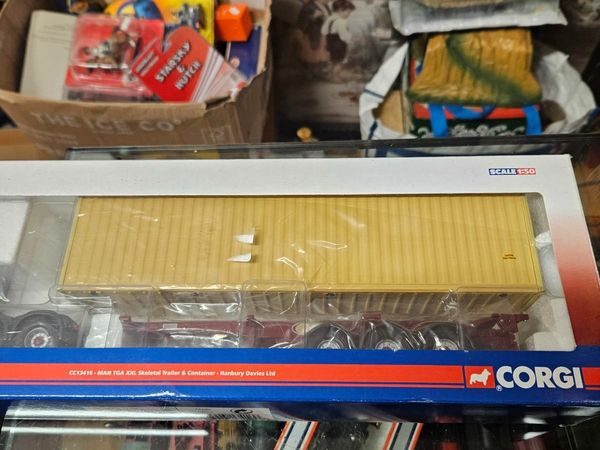 STARSKY
& HUTCH
THE ICE CO
SCALE 1:50
CC13416 - MAN TGA XXL Skeletal Trailer & Container - Hanbury Davies Ltd
CORGI